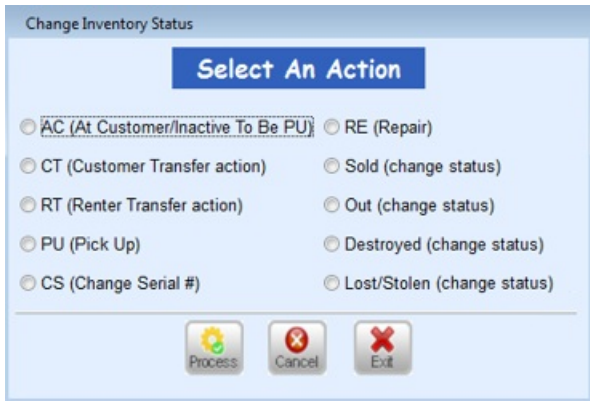 Change Inventory Status
Select An Action
AC (At Customer/Inactive To Be PU)
CT (Customer Transfer action)
RT (Renter Transfer action)
PU (Pick Up)
CS (Change Serial #)
RE (Repair)
Sold (change status)
Out (change status)
Destroyed (change status)
Lost/Stolen (change status)
Process
Cancel
Exit